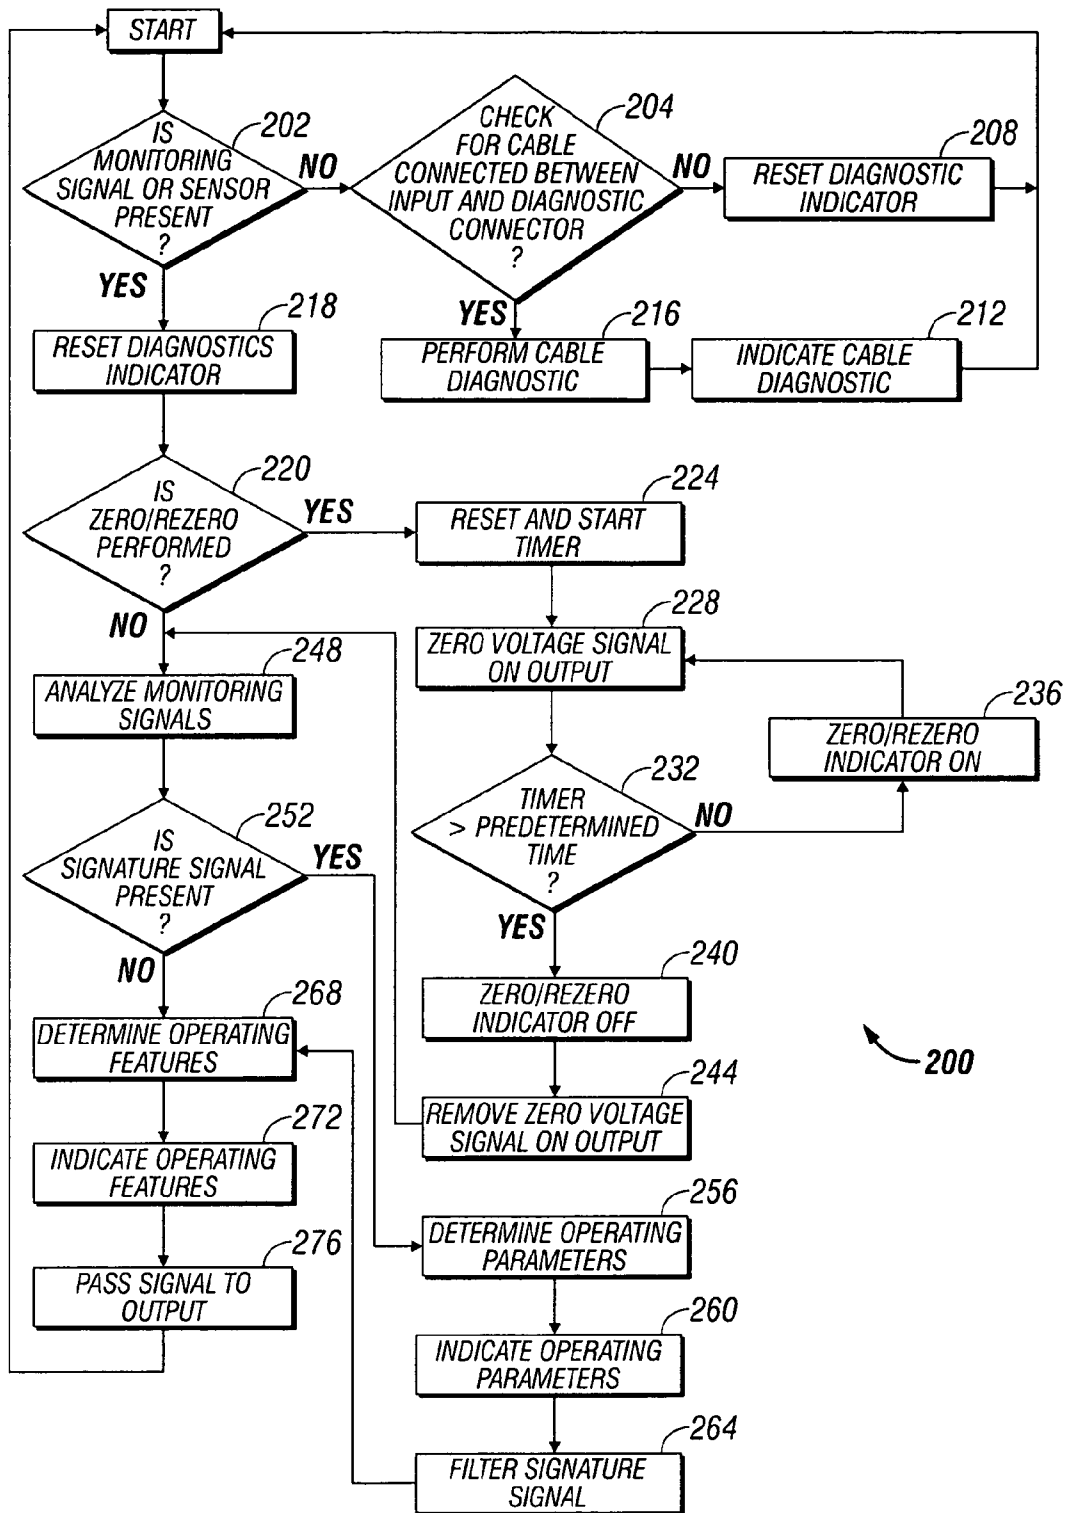 START
202
IS
MONITORING
SIGNAL OR SENSOR
PRESENT
?
NO
YES
204
CHECK
FOR CABLE
CONNECTED BETWEEN
INPUT AND DIAGNOSTIC
CONNECTOR
?
NO
YES
208
RESET DIAGNOSTIC
INDICATOR
218
RESET DIAGNOSTICS
INDICATOR
216
PERFORM CABLE
DIAGNOSTIC
212
INDICATE CABLE
DIAGNOSTIC
220
IS
ZERO/REZERO
PERFORMED
?
YES
NO
224
RESET AND START
TIMER
228
ZERO VOLTAGE SIGNAL
ON OUTPUT
248
ANALYZE MONITORING
SIGNALS
236
ZERO/REZERO
INDICATOR ON
232
TIMER
> PREDETERMINED
TIME
?
NO
YES
252
IS
SIGNATURE SIGNAL
PRESENT
?
YES
NO
240
ZERO/REZERO
INDICATOR OFF
268
DETERMINE OPERATING
FEATURES
200
244
REMOVE ZERO VOLTAGE
SIGNAL ON OUTPUT
272
INDICATE OPERATING
FEATURES
256
DETERMINE OPERATING
PARAMETERS
276
PASS SIGNAL TO
OUTPUT
260
INDICATE OPERATING
PARAMETERS
264
FILTER SIGNATURE
SIGNAL